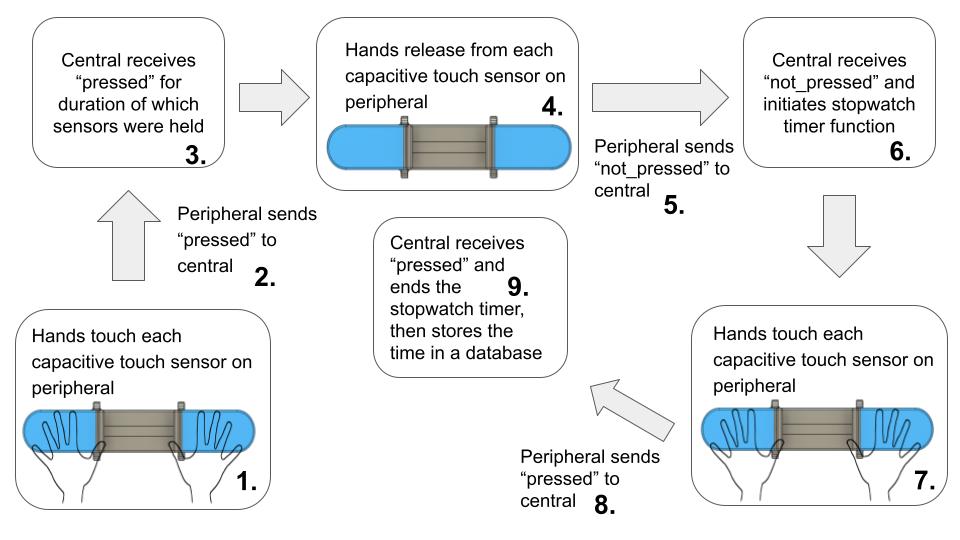 Hands touch each
capacitive touch sensor on
peripheral
1.
Peripheral sends
“pressed” to
central
2.
Central receives
“pressed” for
duration of which
sensors were held
3.
Hands release from each
capacitive touch sensor on
peripheral
4.
Peripheral sends
“not_pressed” to
central
5.
Central receives
“not_pressed” and
initiates stopwatch
timer function
6.
Hands touch each
capacitive touch sensor on
peripheral
7.
Peripheral sends
“pressed” to
central
8.
Central receives
“pressed” and
ends the
stopwatch timer,
then stores the
time in a database
9.